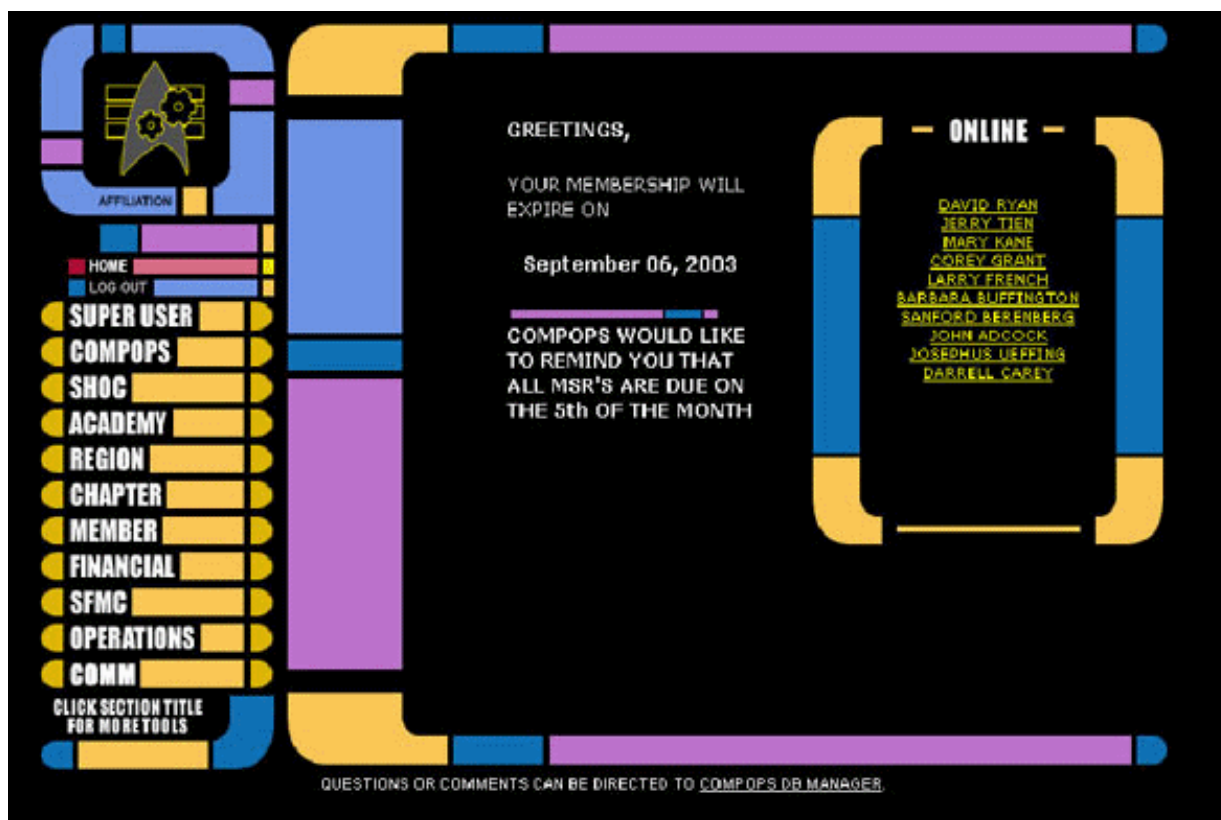 AFFILIATION
HOME
LOG OUT
SUPER USER
COMPOPS
SHOC
ACADEMY
REGION
CHAPTER
MEMBER
FINANCIAL
SFMC
OPERATIONS
COMM
CLICK SECTION TITLE
FOR MORE TOOLS
GREETINGS,
YOUR MEMBERSHIP WILL
EXPIRE ON
September 06, 2003
COMPOPS WOULD LIKE
TO REMIND YOU THAT
ALL MSR'S ARE DUE ON
THE 5th OF THE MONTH
– ONLINE –
DAVID RYAN
JERRY TIEN
MARY KANE
COREY GRANT
LARRY FRENCH
BARBARA BUFFINGTON
SANFORD BERENBERG
JOHN ADCOCK
JOSEPHUS UEFFING
DARRELL CAREY
QUESTIONS OR COMMENTS CAN BE DIRECTED TO COMPOPS DB MANAGER.